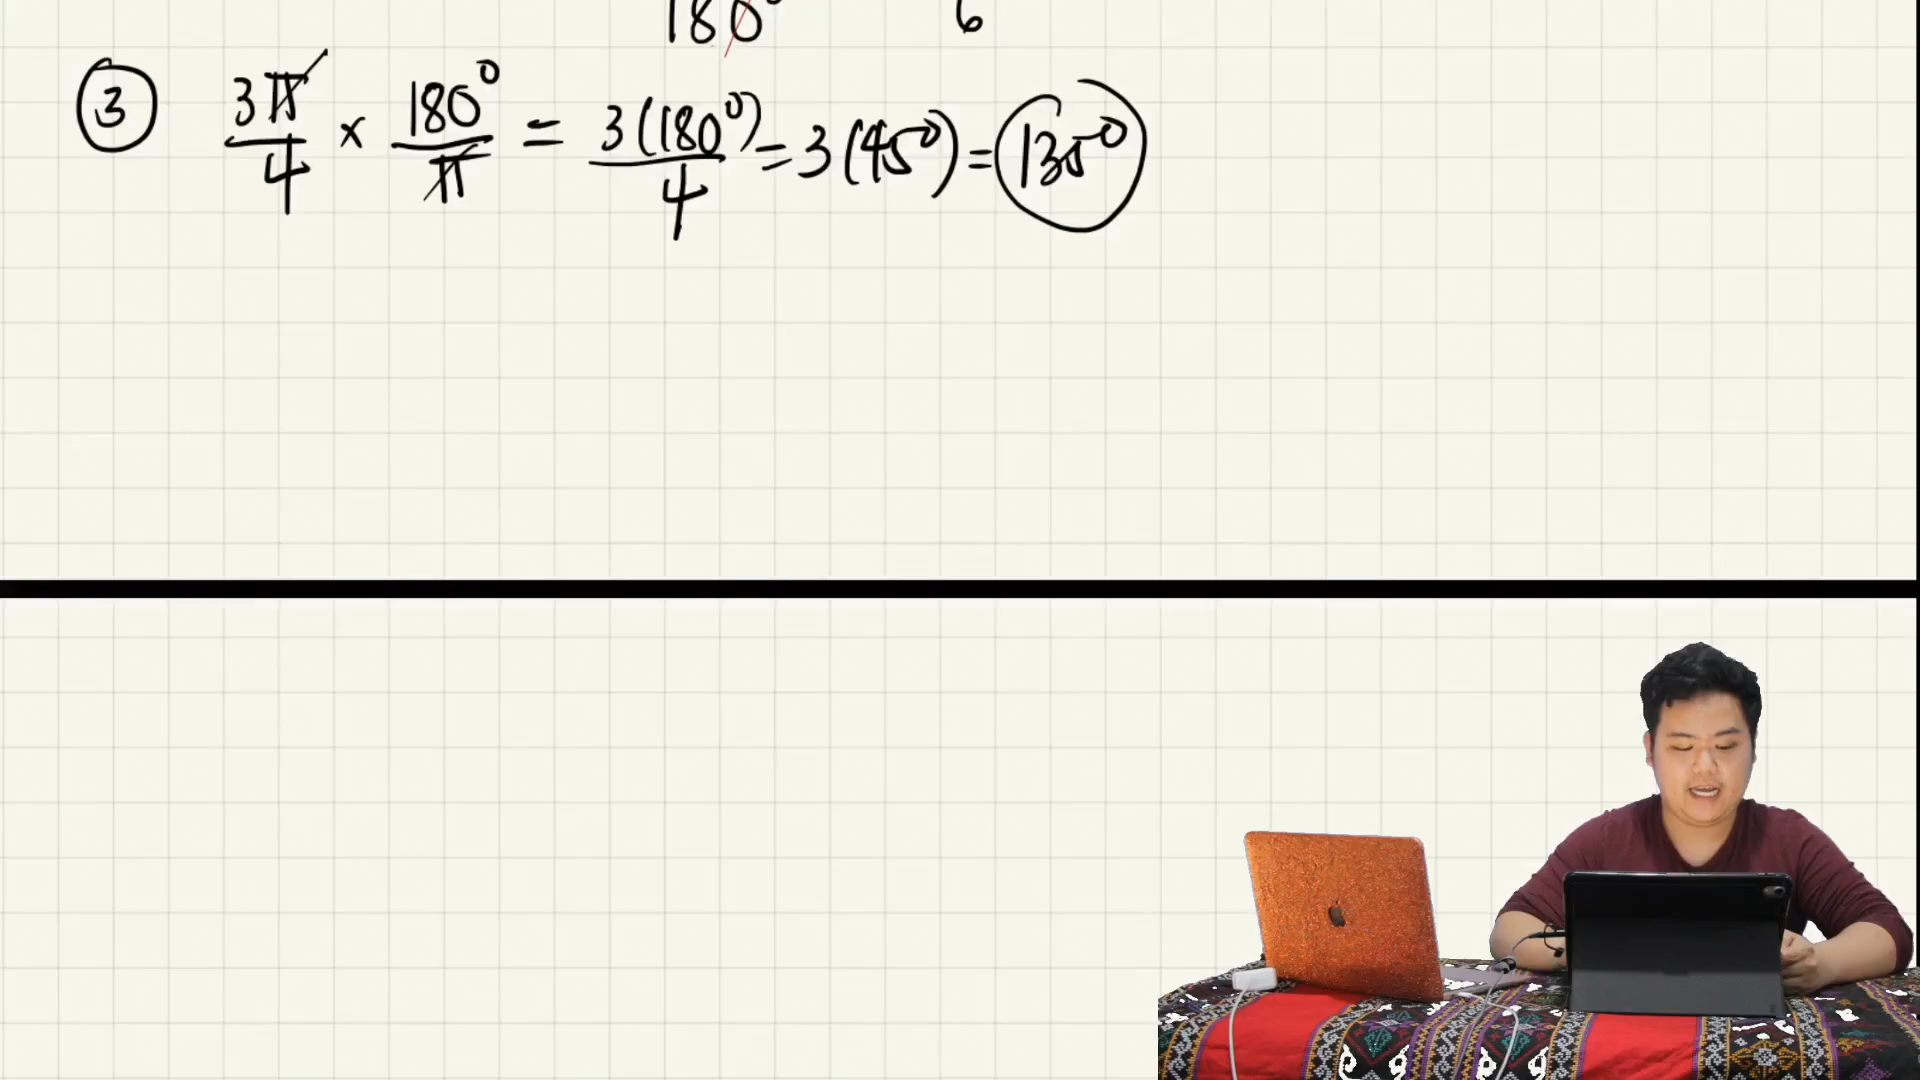 180° 6
③ 3π/4 × 180°/π = 3(180°)/4 = 3(45°) = 135°